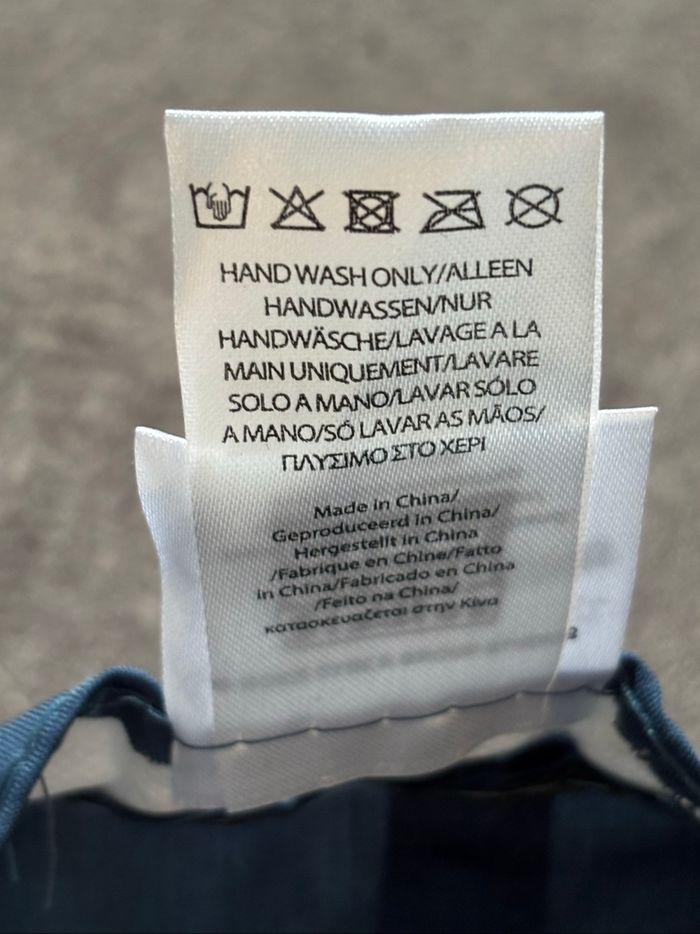 HAND WASH ONLY/ALLEEN
HANDWASSEN/NUR
HANDWÄSCHE/LAVAGE A LA
MAIN UNIQUEMENT/LAVARE
SOLO A MANO/LAVAR SÓLO
A MANO/SÓ LAVAR AS MÃOS/
ΠΛΥΣΙΜΟ ΣΤΟ ΧΕΡΙ
Made in China/
Geproduceerd in China/
Hergestellt in China
/Fabrique en Chine/Fatto
in China/Fabricado en China
/Feito na China/
κατασκευαζεται στην Κίνα